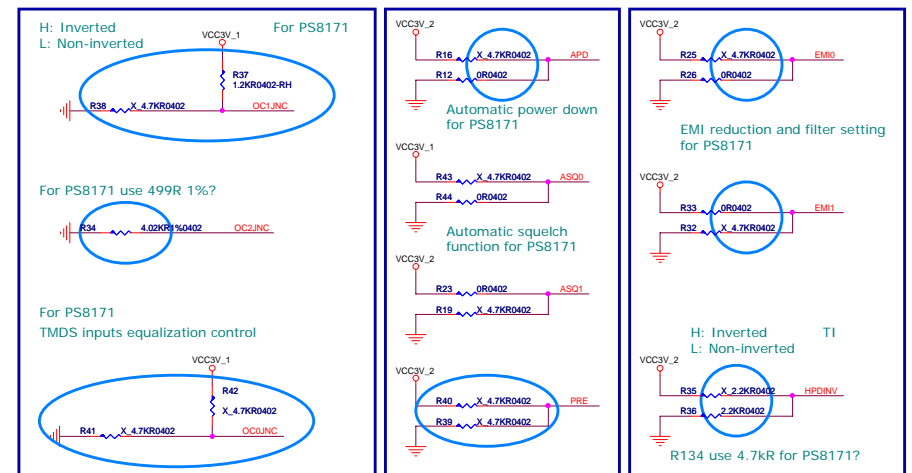 H: Inverted
L: Non-inverted
For PS8171
VCC3V_1
R37
1.2KR0402-RH
R38
X_4.7KR0402
OC1JNC
For PS8171 use 499R 1%?
R34
4.02KR1%0402
OC2JNC
For PS8171
TMDS inputs equalization control
VCC3V_1
R42
X_4.7KR0402
R41
X_4.7KR0402
OC0JNC
VCC3V_2
R16
X_4.7KR0402
APD
R12
0R0402
Automatic power down
for PS8171
VCC3V_1
R43
X_4.7KR0402
ASQ0
R44
0R0402
Automatic squelch
function for PS8171
VCC3V_2
R23
0R0402
ASQ1
R19
X_4.7KR0402
VCC3V_2
R40
X_4.7KR0402
PRE
R39
X_4.7KR0402
VCC3V_2
R25
X_4.7KR0402
EMI0
R26
0R0402
EMI reduction and filter setting
for PS8171
VCC3V_2
R33
0R0402
EMI1
R32
X_4.7KR0402
H: Inverted
TI
L: Non-inverted
VCC3V_2
R35
X_2.2KR0402
HPDINV
R36
2.2KR0402
R134 use 4.7kR for PS8171?